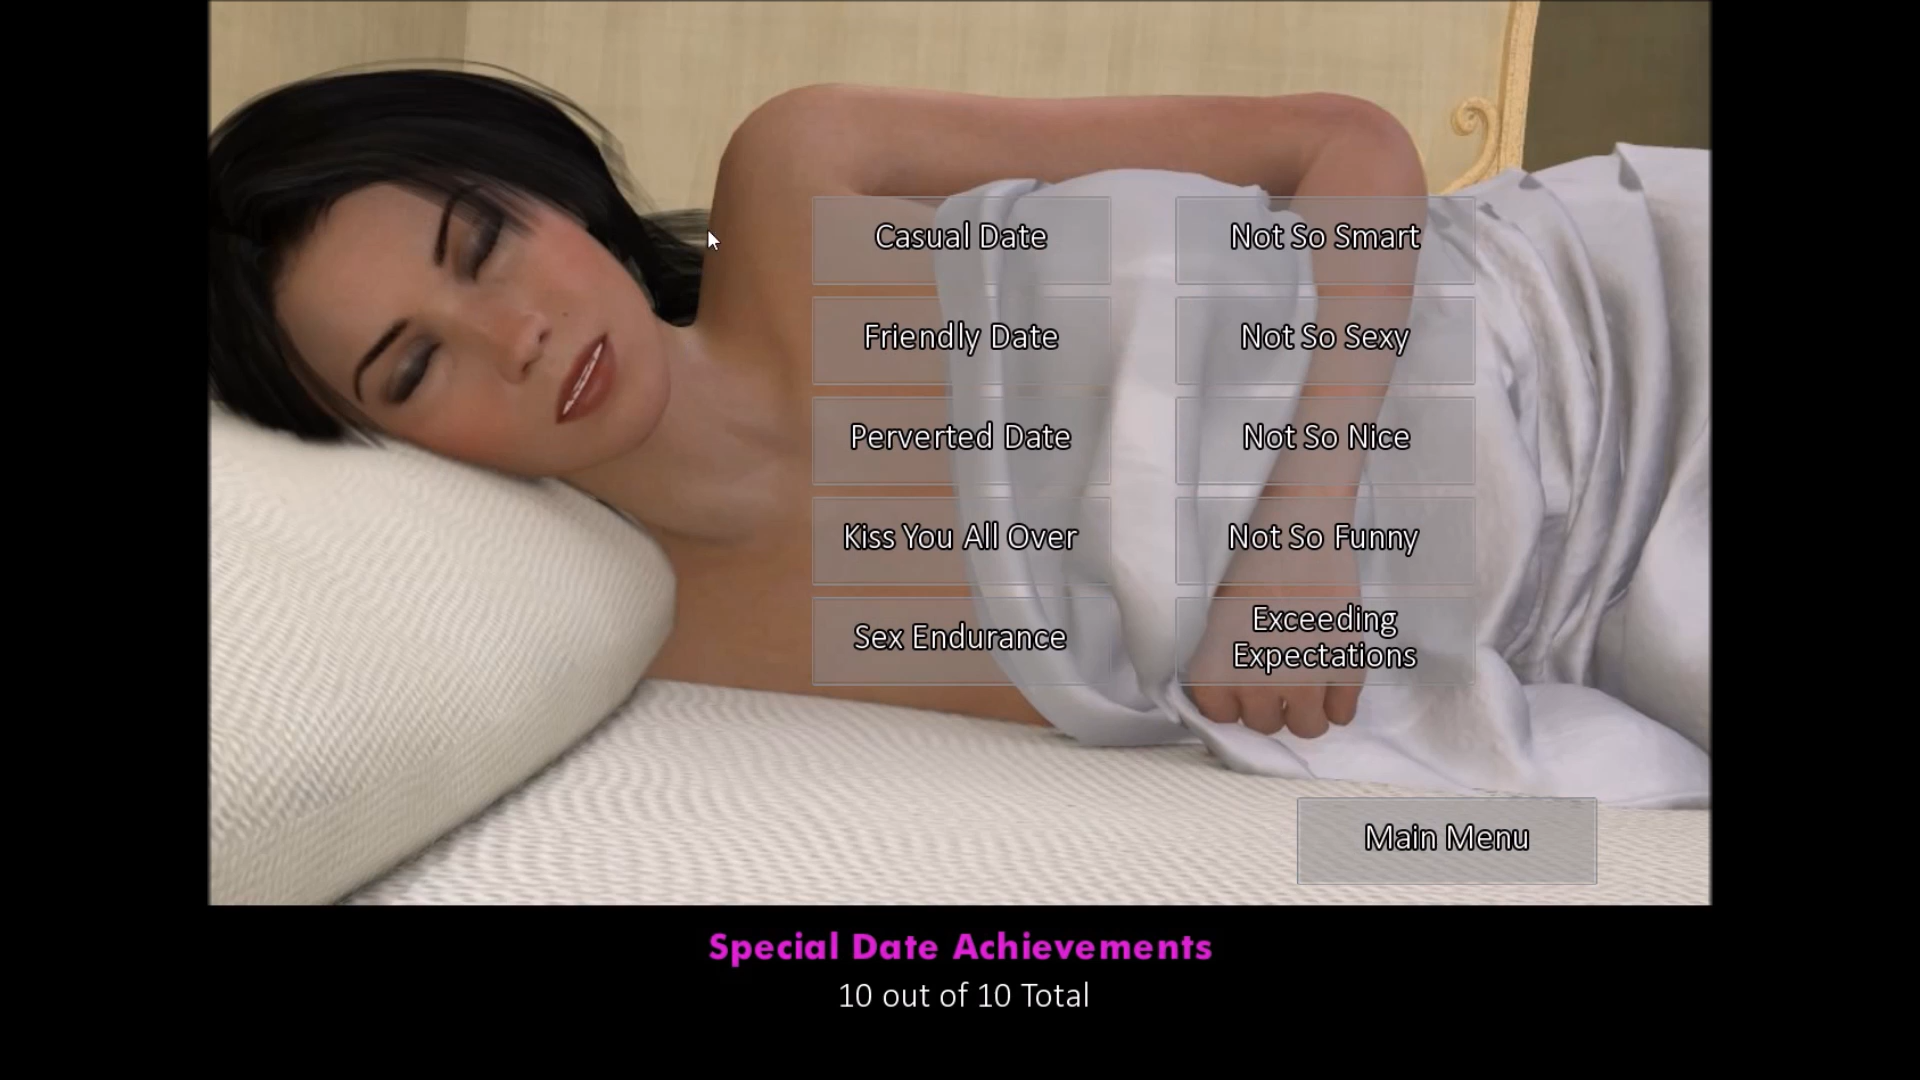 Casual Date
Not So Smart
Friendly Date
Not So Sexy
Perverted Date
Not So Nice
Kiss You All Over
Not So Funny
Sex Endurance
Exceeding
Expectations
Main Menu
Special Date Achievements
10 out of 10 Total